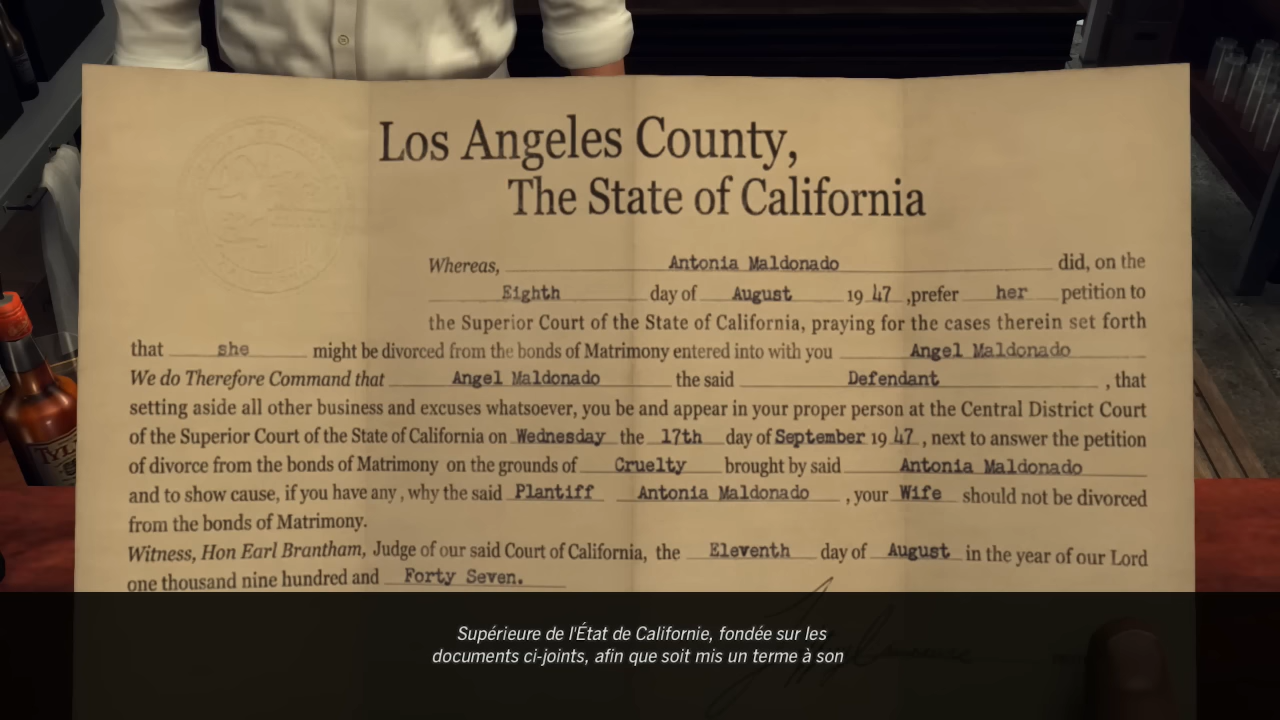 Los Angeles County,
The State of California
Whereas, Antonia Maldonado did, on the
Eighth day of August 19 47 ,prefer her petition to
the Superior Court of the State of California, praying for the cases therein set forth
that she might be divorced from the bonds of Matrimony entered into with you Angel Maldonado
We do Therefore Command that Angel Maldonado the said Defendant , that
setting aside all other business and excuses whatsoever, you be and appear in your proper person at the Central District Court
of the Superior Court of the State of California on Wednesday the 17th day of September 19 47 , next to answer the petition
of divorce from the bonds of Matrimony on the grounds of Cruelty brought by said Antonia Maldonado
and to show cause, if you have any , why the said Plantiff Antonia Maldonado , your Wife should not be divorced
from the bonds of Matrimony.
Witness, Hon Earl Brantham, Judge of our said Court of California, the Eleventh day of August in the year of our Lord
one thousand nine hundred and Forty Seven.
Supérieure de l'État de Californie, fondée sur les
documents ci-joints, afin que soit mis un terme à son